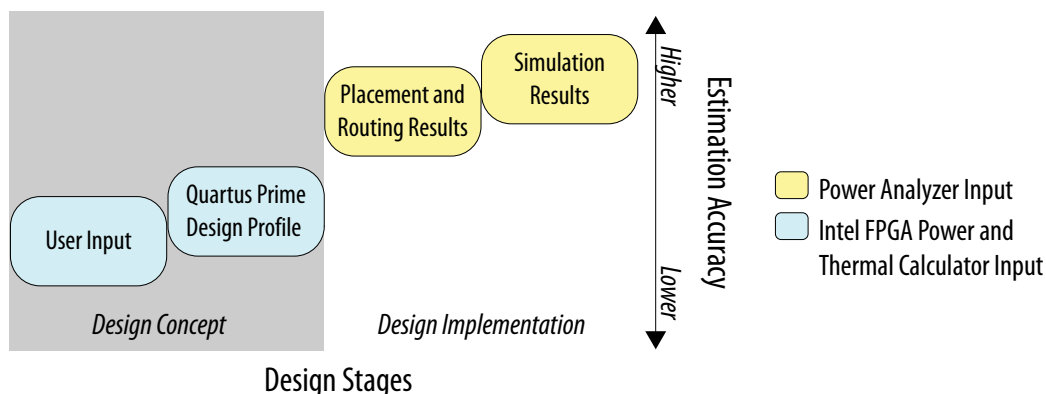 User Input
Quartus Prime
Design Profile
Placement and
Routing Results
Simulation
Results
Design Concept
Design Implementation
Design Stages
Higher
Lower
Estimation Accuracy
Power Analyzer Input
Intel FPGA Power and
Thermal Calculator Input